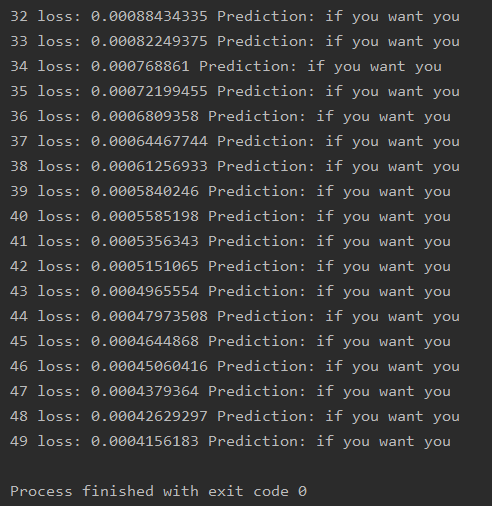 32 loss: 0.00088434335 Prediction: if you want you
33 loss: 0.00082249375 Prediction: if you want you
34 loss: 0.000768861 Prediction: if you want you
35 loss: 0.00072199455 Prediction: if you want you
36 loss: 0.0006809358 Prediction: if you want you
37 loss: 0.00064467744 Prediction: if you want you
38 loss: 0.00061256933 Prediction: if you want you
39 loss: 0.0005840246 Prediction: if you want you
40 loss: 0.0005585198 Prediction: if you want you
41 loss: 0.0005356343 Prediction: if you want you
42 loss: 0.0005151065 Prediction: if you want you
43 loss: 0.0004965554 Prediction: if you want you
44 loss: 0.00047973508 Prediction: if you want you
45 loss: 0.0004644868 Prediction: if you want you
46 loss: 0.00045060416 Prediction: if you want you
47 loss: 0.0004379364 Prediction: if you want you
48 loss: 0.00042629297 Prediction: if you want you
49 loss: 0.0004156183 Prediction: if you want you
Process finished with exit code 0